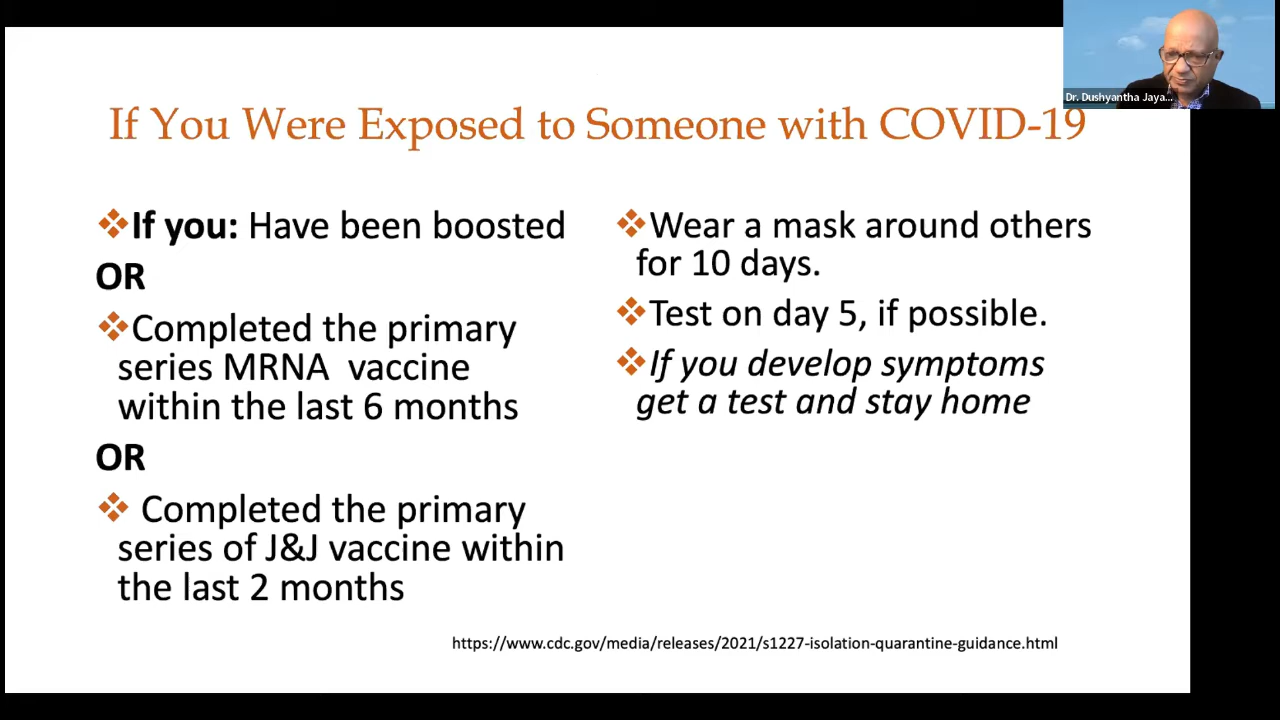 If You Were Exposed to Someone with COVID-19
If you: Have been boosted
OR
Completed the primary
series MRNA vaccine
within the last 6 months
OR
Completed the primary
series of J&J vaccine within
the last 2 months
Wear a mask around others
for 10 days.
Test on day 5, if possible.
If you develop symptoms
get a test and stay home
https://www.cdc.gov/media/releases/2021/s1227-isolation-quarantine-guidance.html
Dr. Dushyantha Jaya...